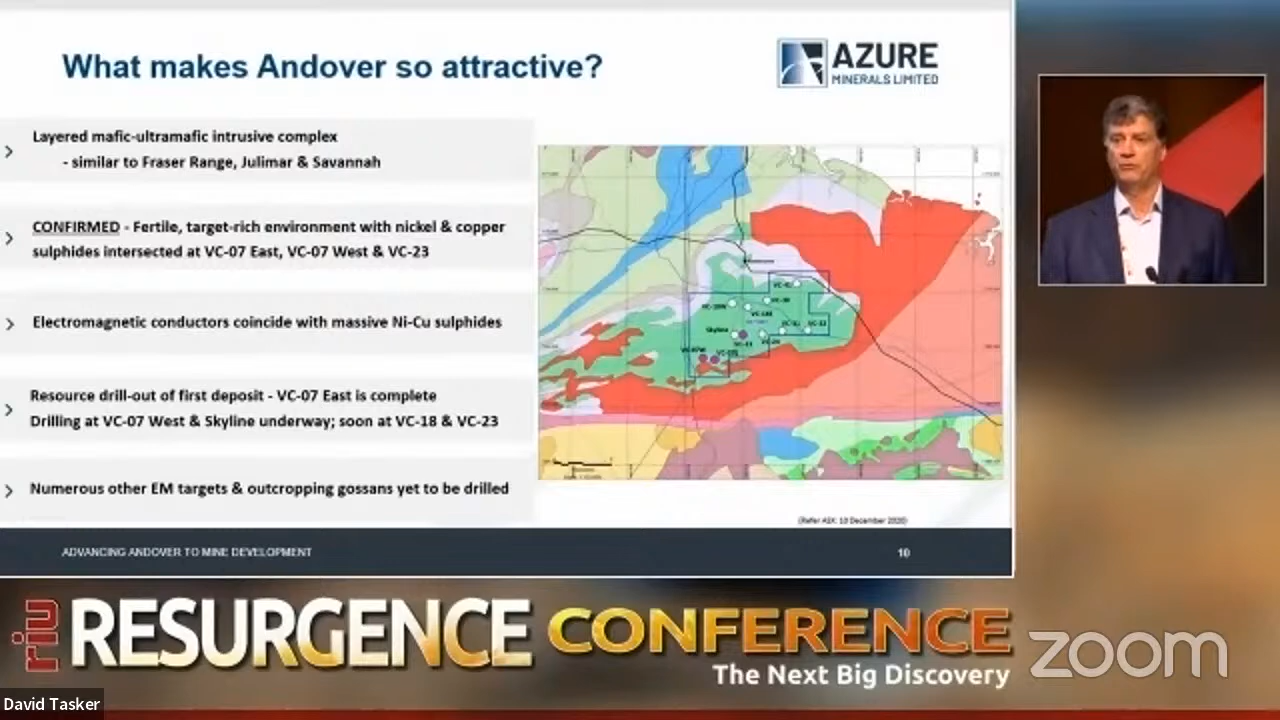 What makes Andover so attractive?
AZURE
MINERALS LIMITED
Layered mafic-ultramafic intrusive complex
- similar to Fraser Range, Julimar & Savannah
CONFIRMED - Fertile, target-rich environment with nickel & copper
sulphides intersected at VC-07 East, VC-07 West & VC-23
Electromagnetic conductors coincide with massive Ni-Cu sulphides
Resource drill-out of first deposit - VC-07 East is complete
Drilling at VC-07 West & Skyline underway; soon at VC-18 & VC-23
Numerous other EM targets & outcropping gossans yet to be drilled
Skyline
VC-23
(Refer ASX: 10 December 2020)
ADVANCING ANDOVER TO MINE DEVELOPMENT
10
riu RESURGENCE CONFERENCE
The Next Big Discovery
zoom
David Tasker